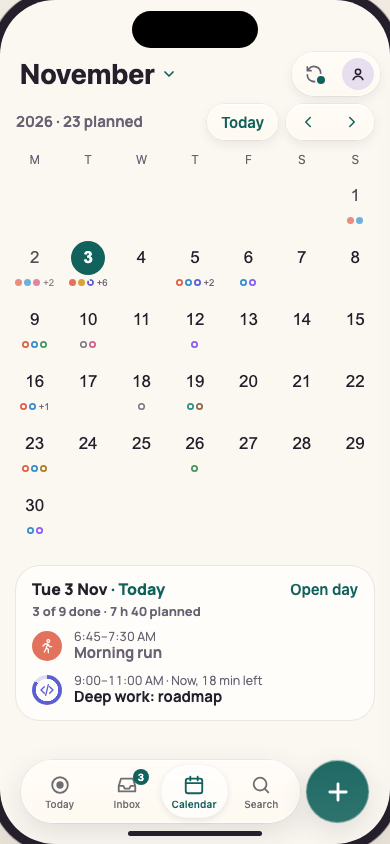 November
2026 · 23 planned
Today
M T W T F S S
1
2 3 4 5 6 7 8
+2 +6 +2
9 10 11 12 13 14 15
16 17 18 19 20 21 22
+1
23 24 25 26 27 28 29
30
Tue 3 Nov · Today
Open day
3 of 9 done · 7 h 40 planned
6:45–7:30 AM
Morning run
9:00–11:00 AM · Now, 18 min left
Deep work: roadmap
3
Today Inbox Calendar Search